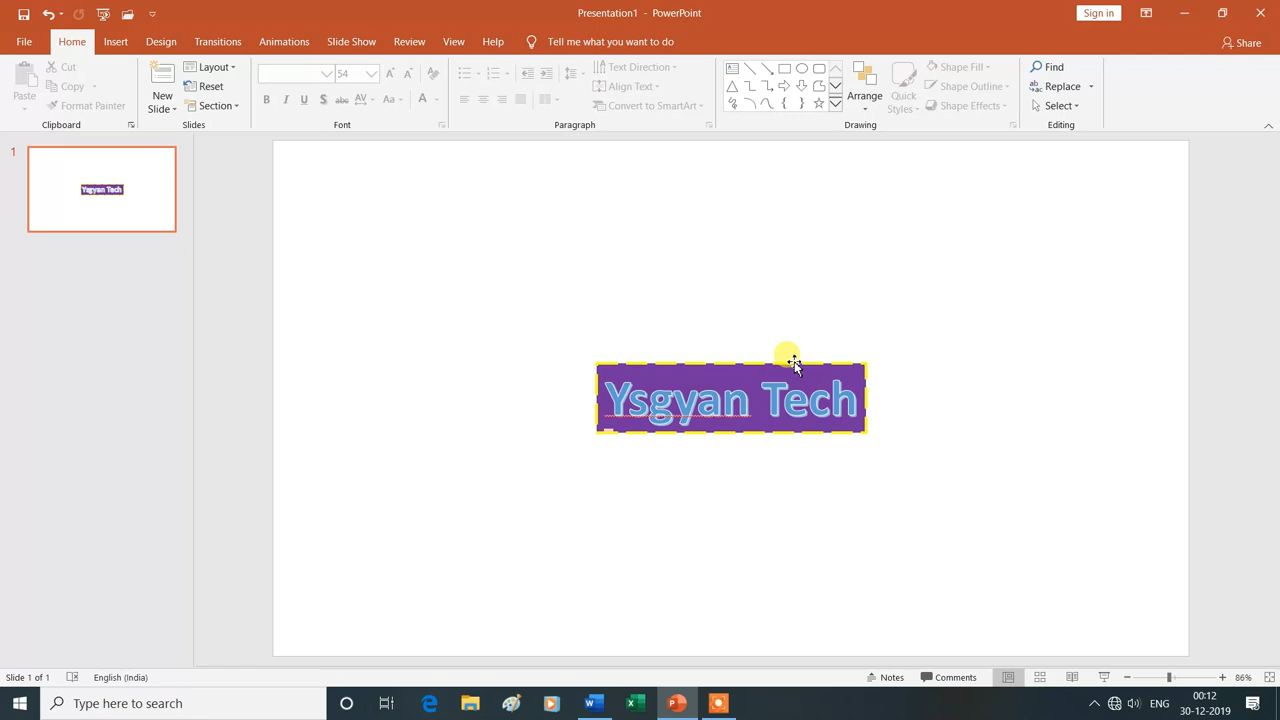 Presentation1 - PowerPoint
Sign in
File Home Insert Design Transitions Animations Slide Show Review View Help Tell me what you want to do Share
Paste
Cut
Copy
Format Painter
Clipboard
New Slide
Layout
Reset
Section
Slides
54
B I U S abc AV Aa A
Font
Text Direction
Align Text
Convert to SmartArt
Paragraph
Arrange
Quick Styles
Shape Fill
Shape Outline
Shape Effects
Drawing
Find
Replace
Select
Editing
1
Ysgyan Tech
Ysgyan Tech
Slide 1 of 1 English (India) Notes Comments 86%
Type here to search
ENG
00:12
30-12-2019